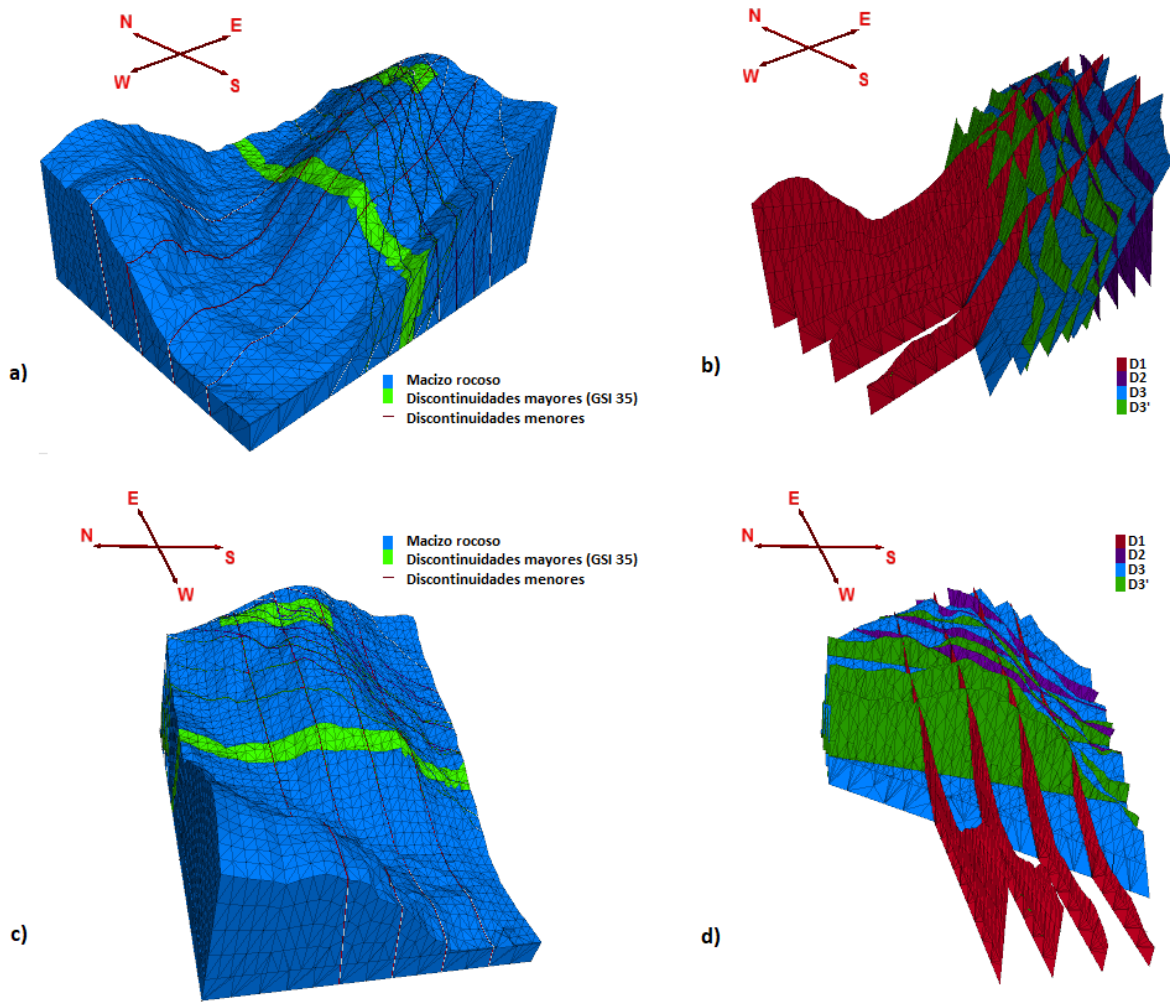 N
E
W
S
a)
Macizo rocoso
Discontinuidades mayores (GSI 35)
Discontinuidades menores
N
E
W
S
b)
D1
D2
D3
D3'
E
N
S
W
Macizo rocoso
Discontinuidades mayores (GSI 35)
Discontinuidades menores
c)
E
N
S
W
D1
D2
D3
D3'
d)